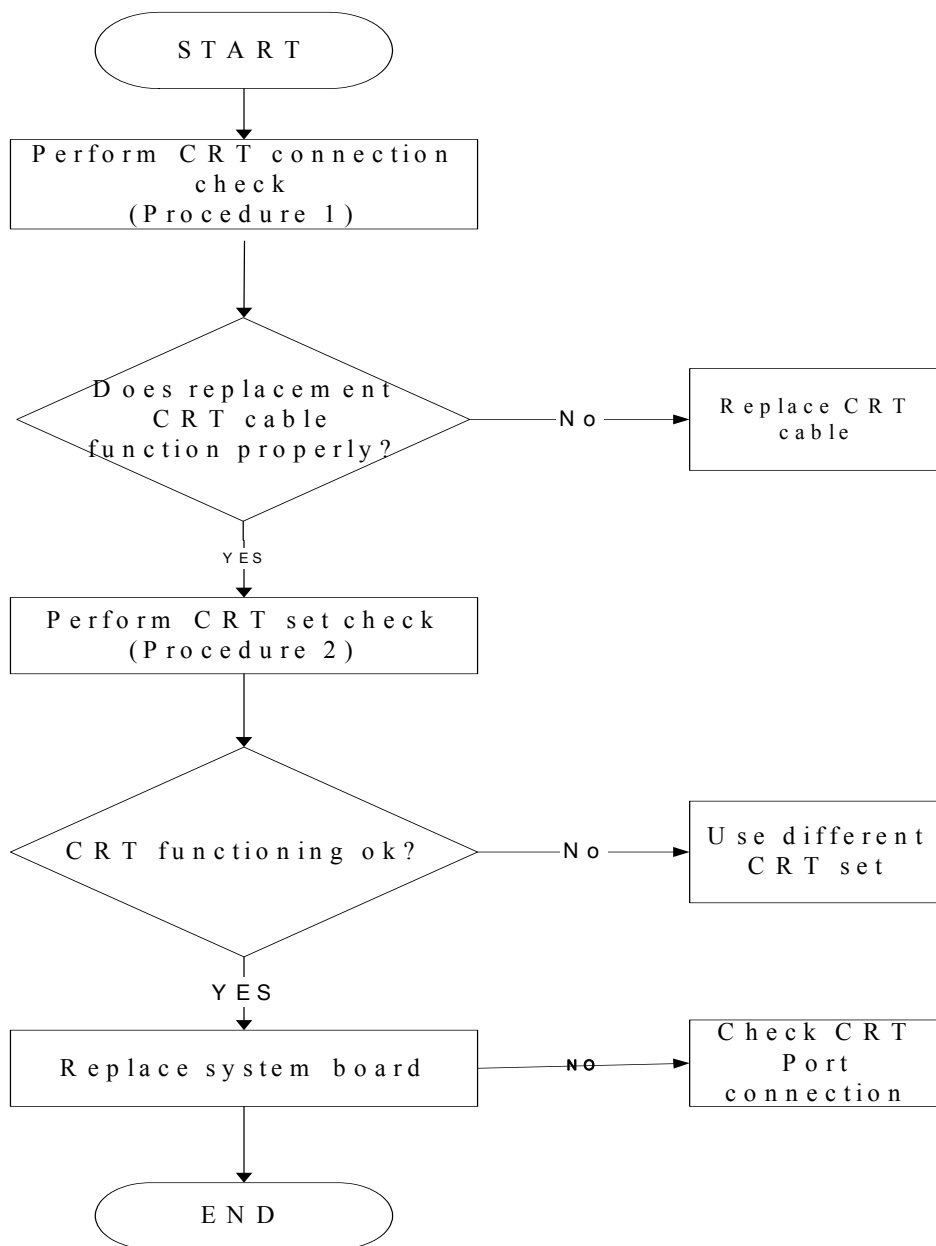 START
Perform CRT connection
check
(Procedure 1)
Does replacement
CRT cable
function properly?
No
Replace CRT
cable
YES
Perform CRT set check
(Procedure 2)
CRT functioning ok?
No
Use different
CRT set
YES
Replace system board
NO
Check CRT
Port
connection
END